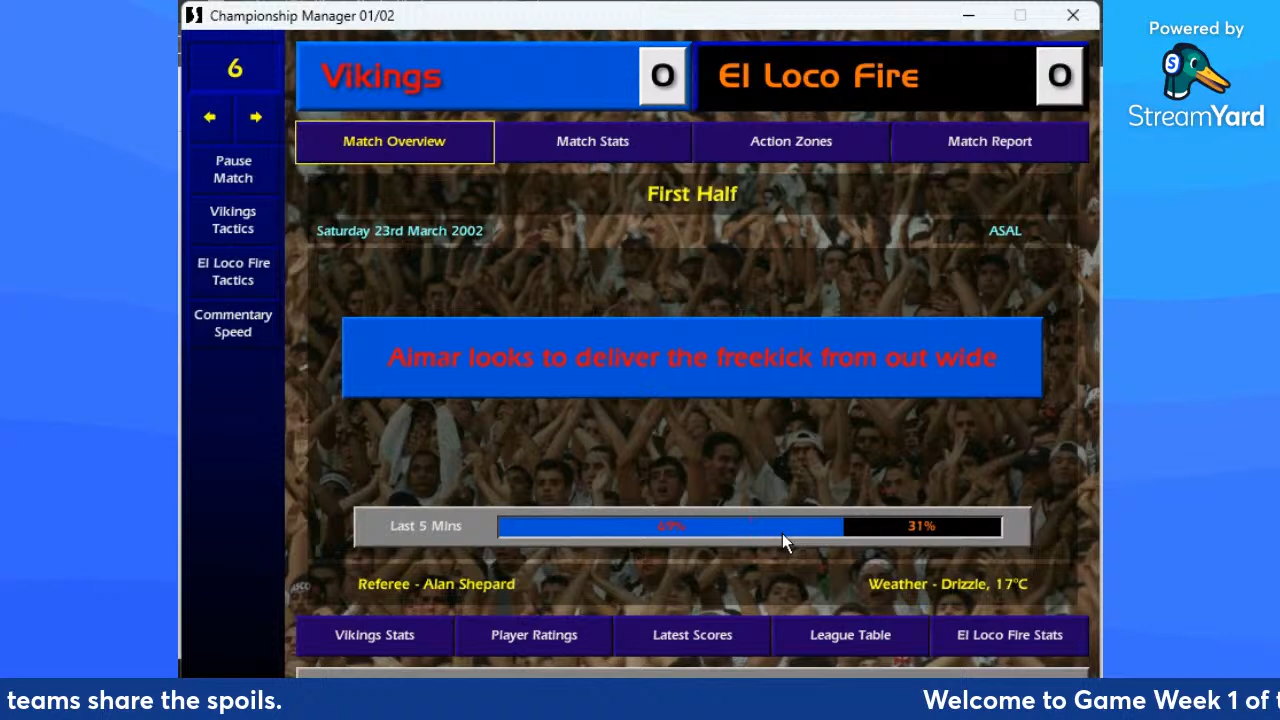 Championship Manager 01/02
Powered by
StreamYard
6
Vikings 0 El Loco Fire 0
Match Overview Match Stats Action Zones Match Report
Pause
Match
Vikings
Tactics
El Loco Fire
Tactics
Commentary
Speed
First Half
Saturday 23rd March 2002 ASAL
Aimar looks to deliver the freekick from out wide
Last 5 Mins 69% 31%
Referee - Alan Shepard Weather - Drizzle, 17°C
Vikings Stats Player Ratings Latest Scores League Table El Loco Fire Stats
teams share the spoils. Welcome to Game Week 1 of